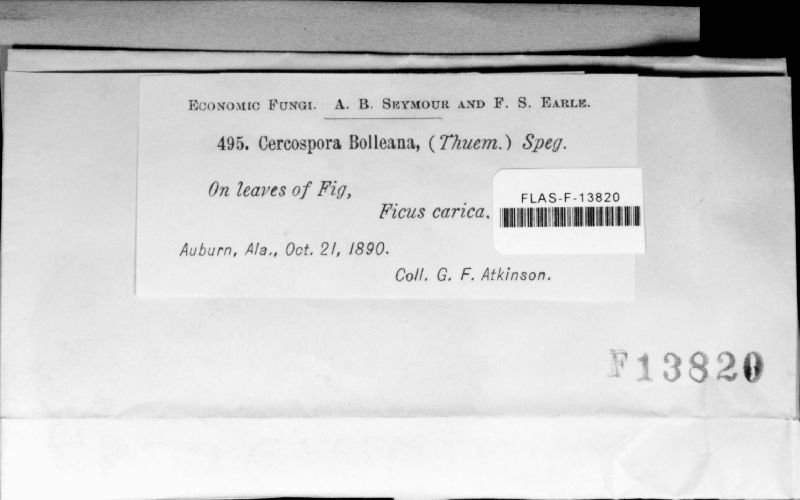 Economic Fungi. A. B. Seymour and F. S. Earle.
495. Cercospora Bolleana, (Thuem.) Speg.
On leaves of Fig,
Ficus carica.
FLAS-F-13820
Auburn, Ala., Oct. 21, 1890.
Coll. G. F. Atkinson.
F13820